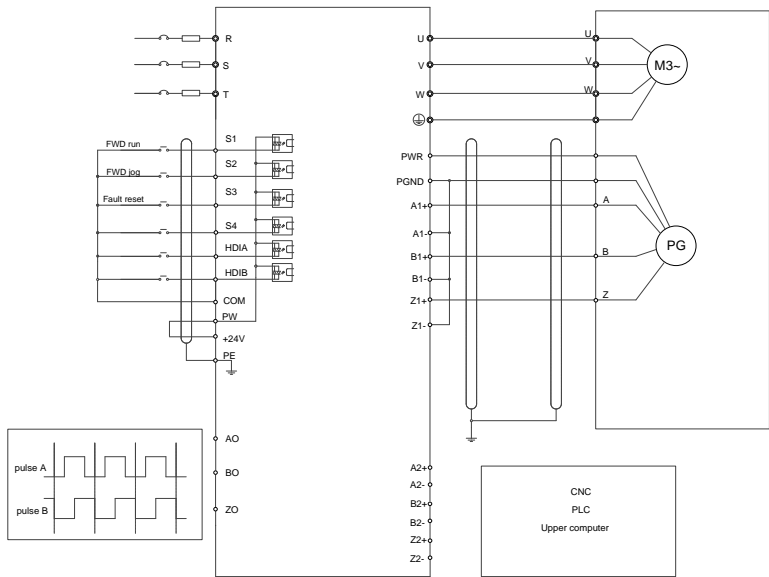 R
S
T
FWD run
S1
FWD jog
S2
Fault reset
S3
S4
HDIA
HDIB
COM
PW
+24V
PE
AO
BO
ZO
pulse A
pulse B
U
V
W
PWR
PGND
A1+
A1-
B1+
B1-
Z1+
Z1-
A2+
A2-
B2+
B2-
Z2+
Z2-
U
V
W
M3~
A
B
Z
PG
CNC
PLC
Upper computer